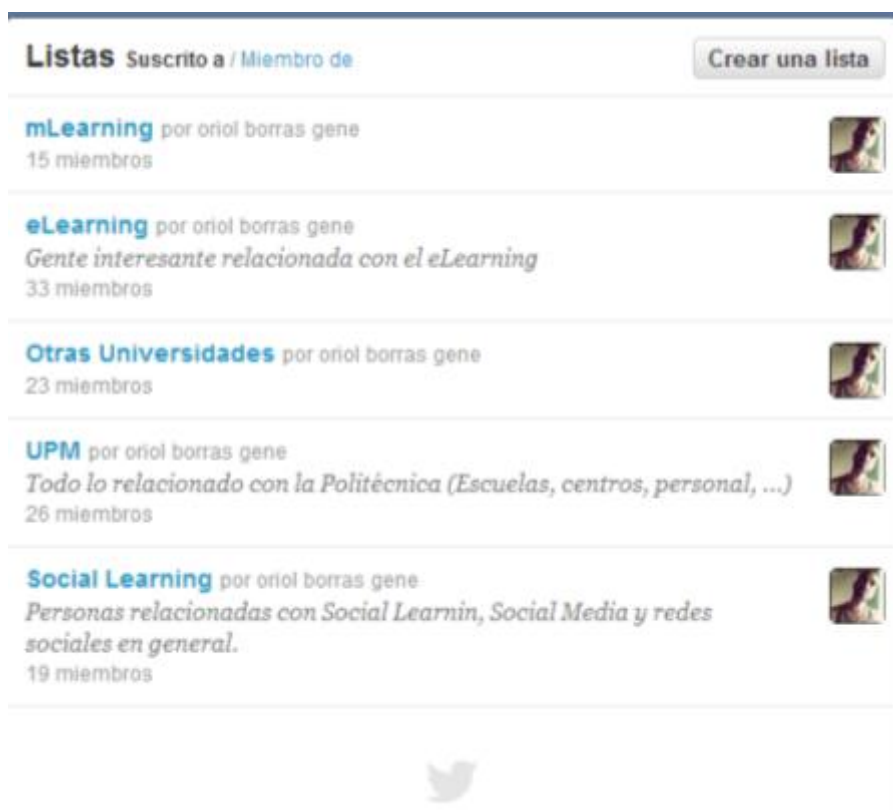 Listas Suscrito a / Miembro de
Crear una lista
mLearning por oriol borras gene
15 miembros
eLearning por oriol borras gene
Gente interesante relacionada con el eLearning
33 miembros
Otras Universidades por oriol borras gene
23 miembros
UPM por oriol borras gene
Todo lo relacionado con la Politécnica (Escuelas, centros, personal, ...)
26 miembros
Social Learning por oriol borras gene
Personas relacionadas con Social Learnin, Social Media y redes
sociales en general.
19 miembros